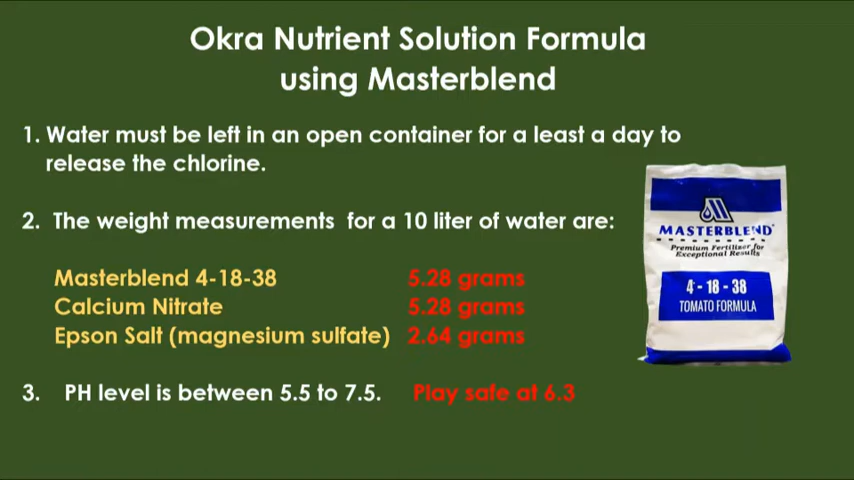 Okra Nutrient Solution Formula
using Masterblend
1. Water must be left in an open container for a least a day to
release the chlorine.
2. The weight measurements for a 10 liter of water are:
Masterblend 4-18-38 5.28 grams
Calcium Nitrate 5.28 grams
Epson Salt (magnesium sulfate) 2.64 grams
3. PH level is between 5.5 to 7.5. Play safe at 6.3
MASTERBLEND
Premium Fertilizer for
Exceptional Results
4 - 18 - 38
TOMATO FORMULA